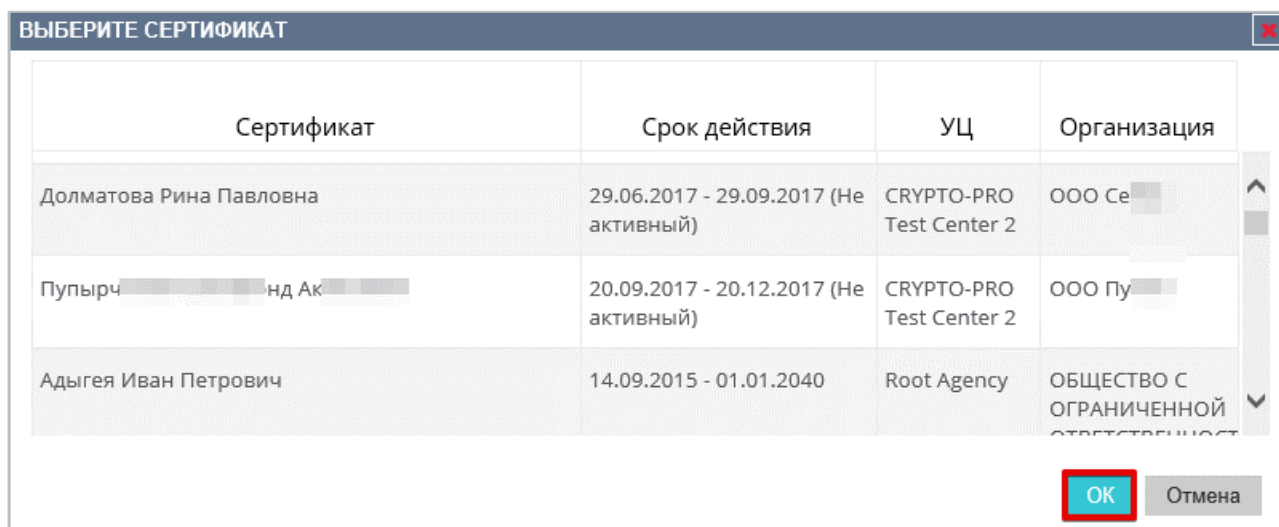 ВЫБЕРИТЕ СЕРТИФИКАТ
Сертификат Срок действия УЦ Организация
Долматова Рина Павловна 29.06.2017 - 29.09.2017 (Не CRYPTO-PRO ООО Се
активный) Test Center 2
Пупырч нд Ак 20.09.2017 - 20.12.2017 (Не CRYPTO-PRO ООО Пу
активный) Test Center 2
Адыгея Иван Петрович 14.09.2015 - 01.01.2040 Root Agency ОБЩЕСТВО С
ОГРАНИЧЕННОЙ
ОК Отмена